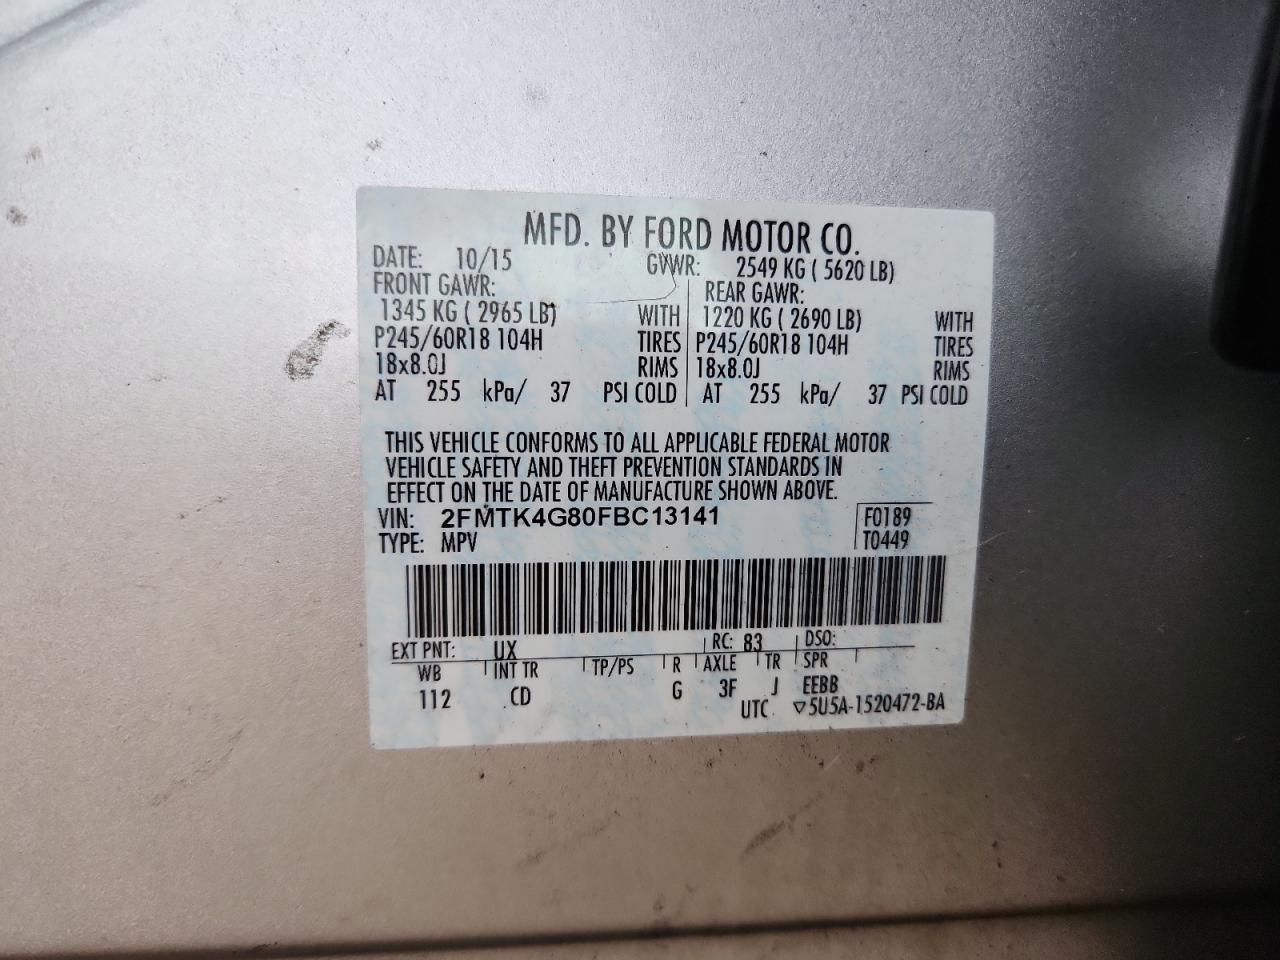 MFD. BY FORD MOTOR CO.
DATE: 10/15 GVWR: 2549 KG ( 5620 LB)
FRONT GAWR: REAR GAWR:
1345 KG ( 2965 LB) WITH 1220 KG ( 2690 LB) WITH
P245/60R18 104H TIRES P245/60R18 104H TIRES
18x8.0J RIMS 18x8.0J RIMS
AT 255 kPa/ 37 PSI COLD AT 255 kPa/ 37 PSI COLD
THIS VEHICLE CONFORMS TO ALL APPLICABLE FEDERAL MOTOR
VEHICLE SAFETY AND THEFT PREVENTION STANDARDS IN
EFFECT ON THE DATE OF MANUFACTURE SHOWN ABOVE.
VIN: 2FMTK4G80FBC13141 F0189
TYPE: MPV T0449
EXT PNT: UX RC: 83 DSO:
WB INT TR TP/PS R AXLE TR SPR
112 CD G 3F J EEBB
UTC ▽5U5A-1520472-BA